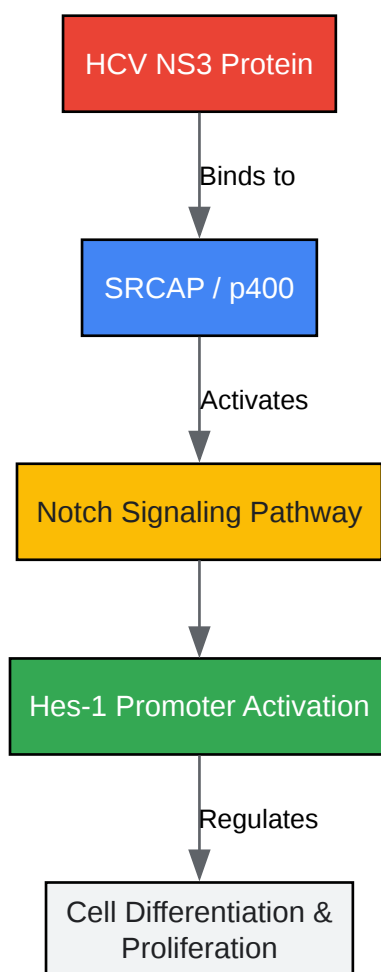 HCV NS3 Protein
Binds to
SRCAP / p400
Activates
Notch Signaling Pathway
Hes-1 Promoter Activation
Regulates
Cell Differentiation &
Proliferation